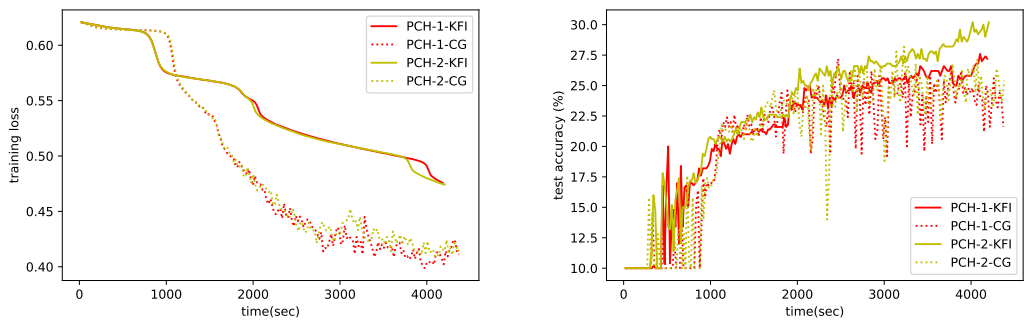 0.60
0.55
0.50
0.45
0.40
training loss
0
1000
2000
3000
4000
time(sec)
PCH-1-KFI
PCH-1-CG
PCH-2-KFI
PCH-2-CG
30.0
27.5
25.0
22.5
20.0
17.5
15.0
12.5
10.0
test accuracy (%)
0
1000
2000
3000
4000
time(sec)
PCH-1-KFI
PCH-1-CG
PCH-2-KFI
PCH-2-CG